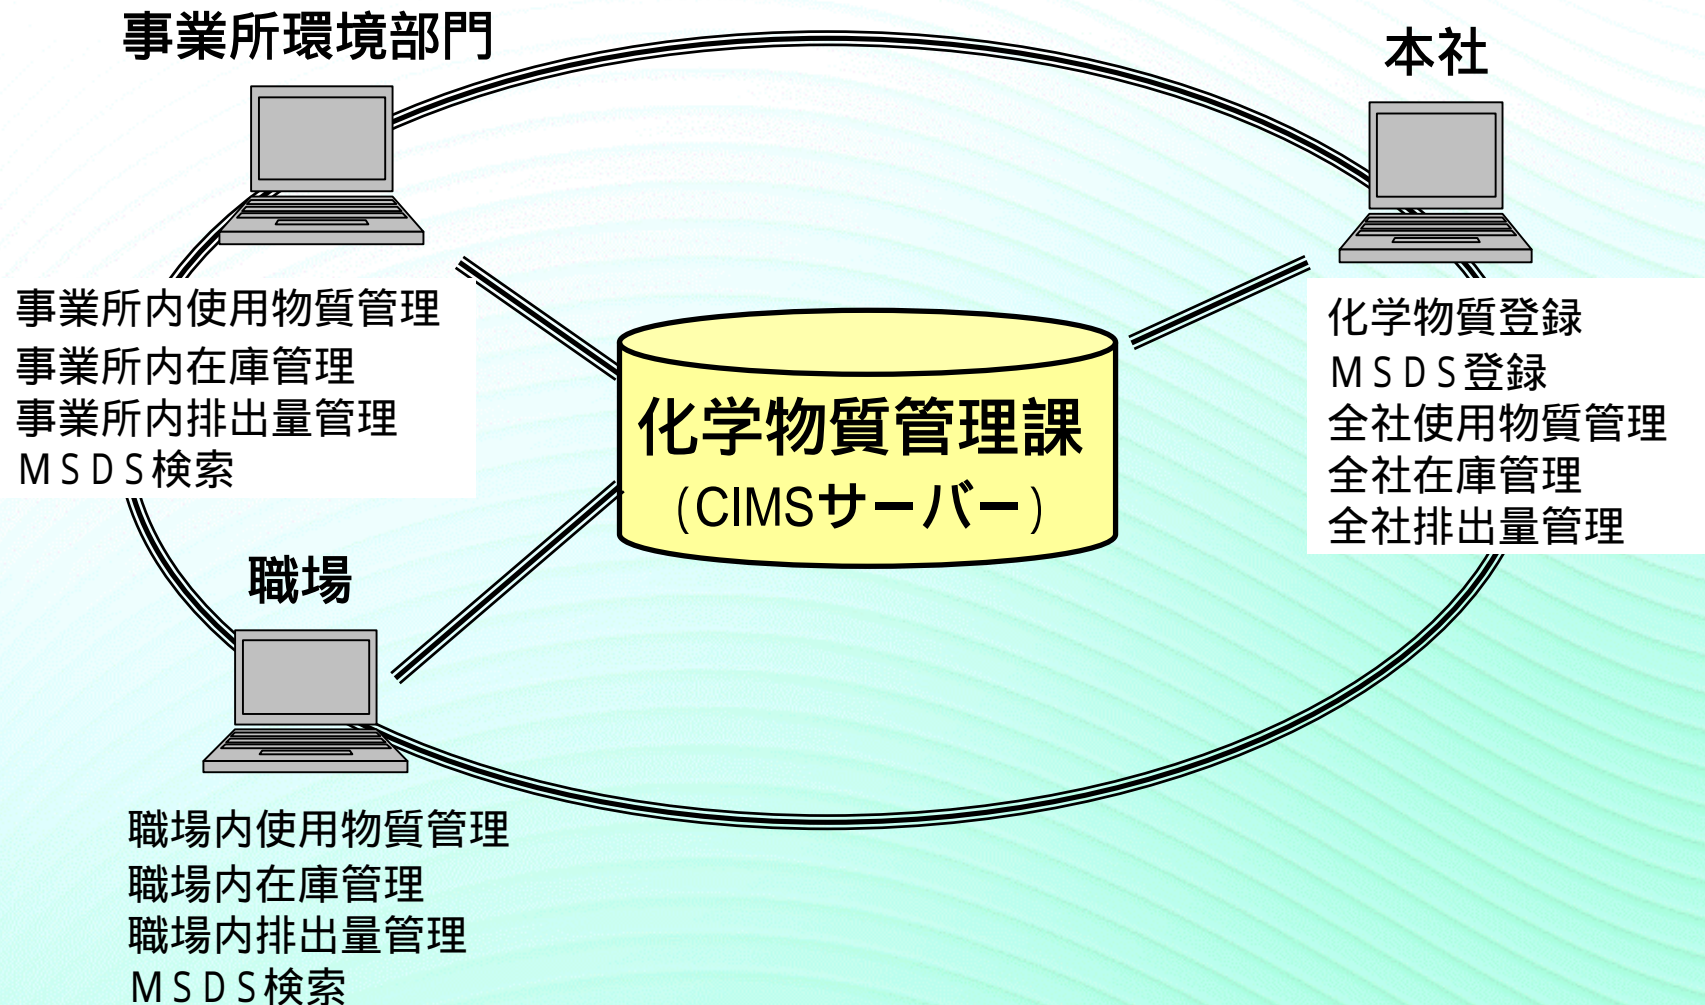 事業所環境部門
事業所内使用物質管理
事業所内在庫管理
事業所内排出量管理
ＭＳＤＳ検索
本社
化学物質登録
ＭＳＤＳ登録
全社使用物質管理
全社在庫管理
全社排出量管理
化学物質管理課
（CIMSサーバー）
職場
職場内使用物質管理
職場内在庫管理
職場内排出量管理
ＭＳＤＳ検索